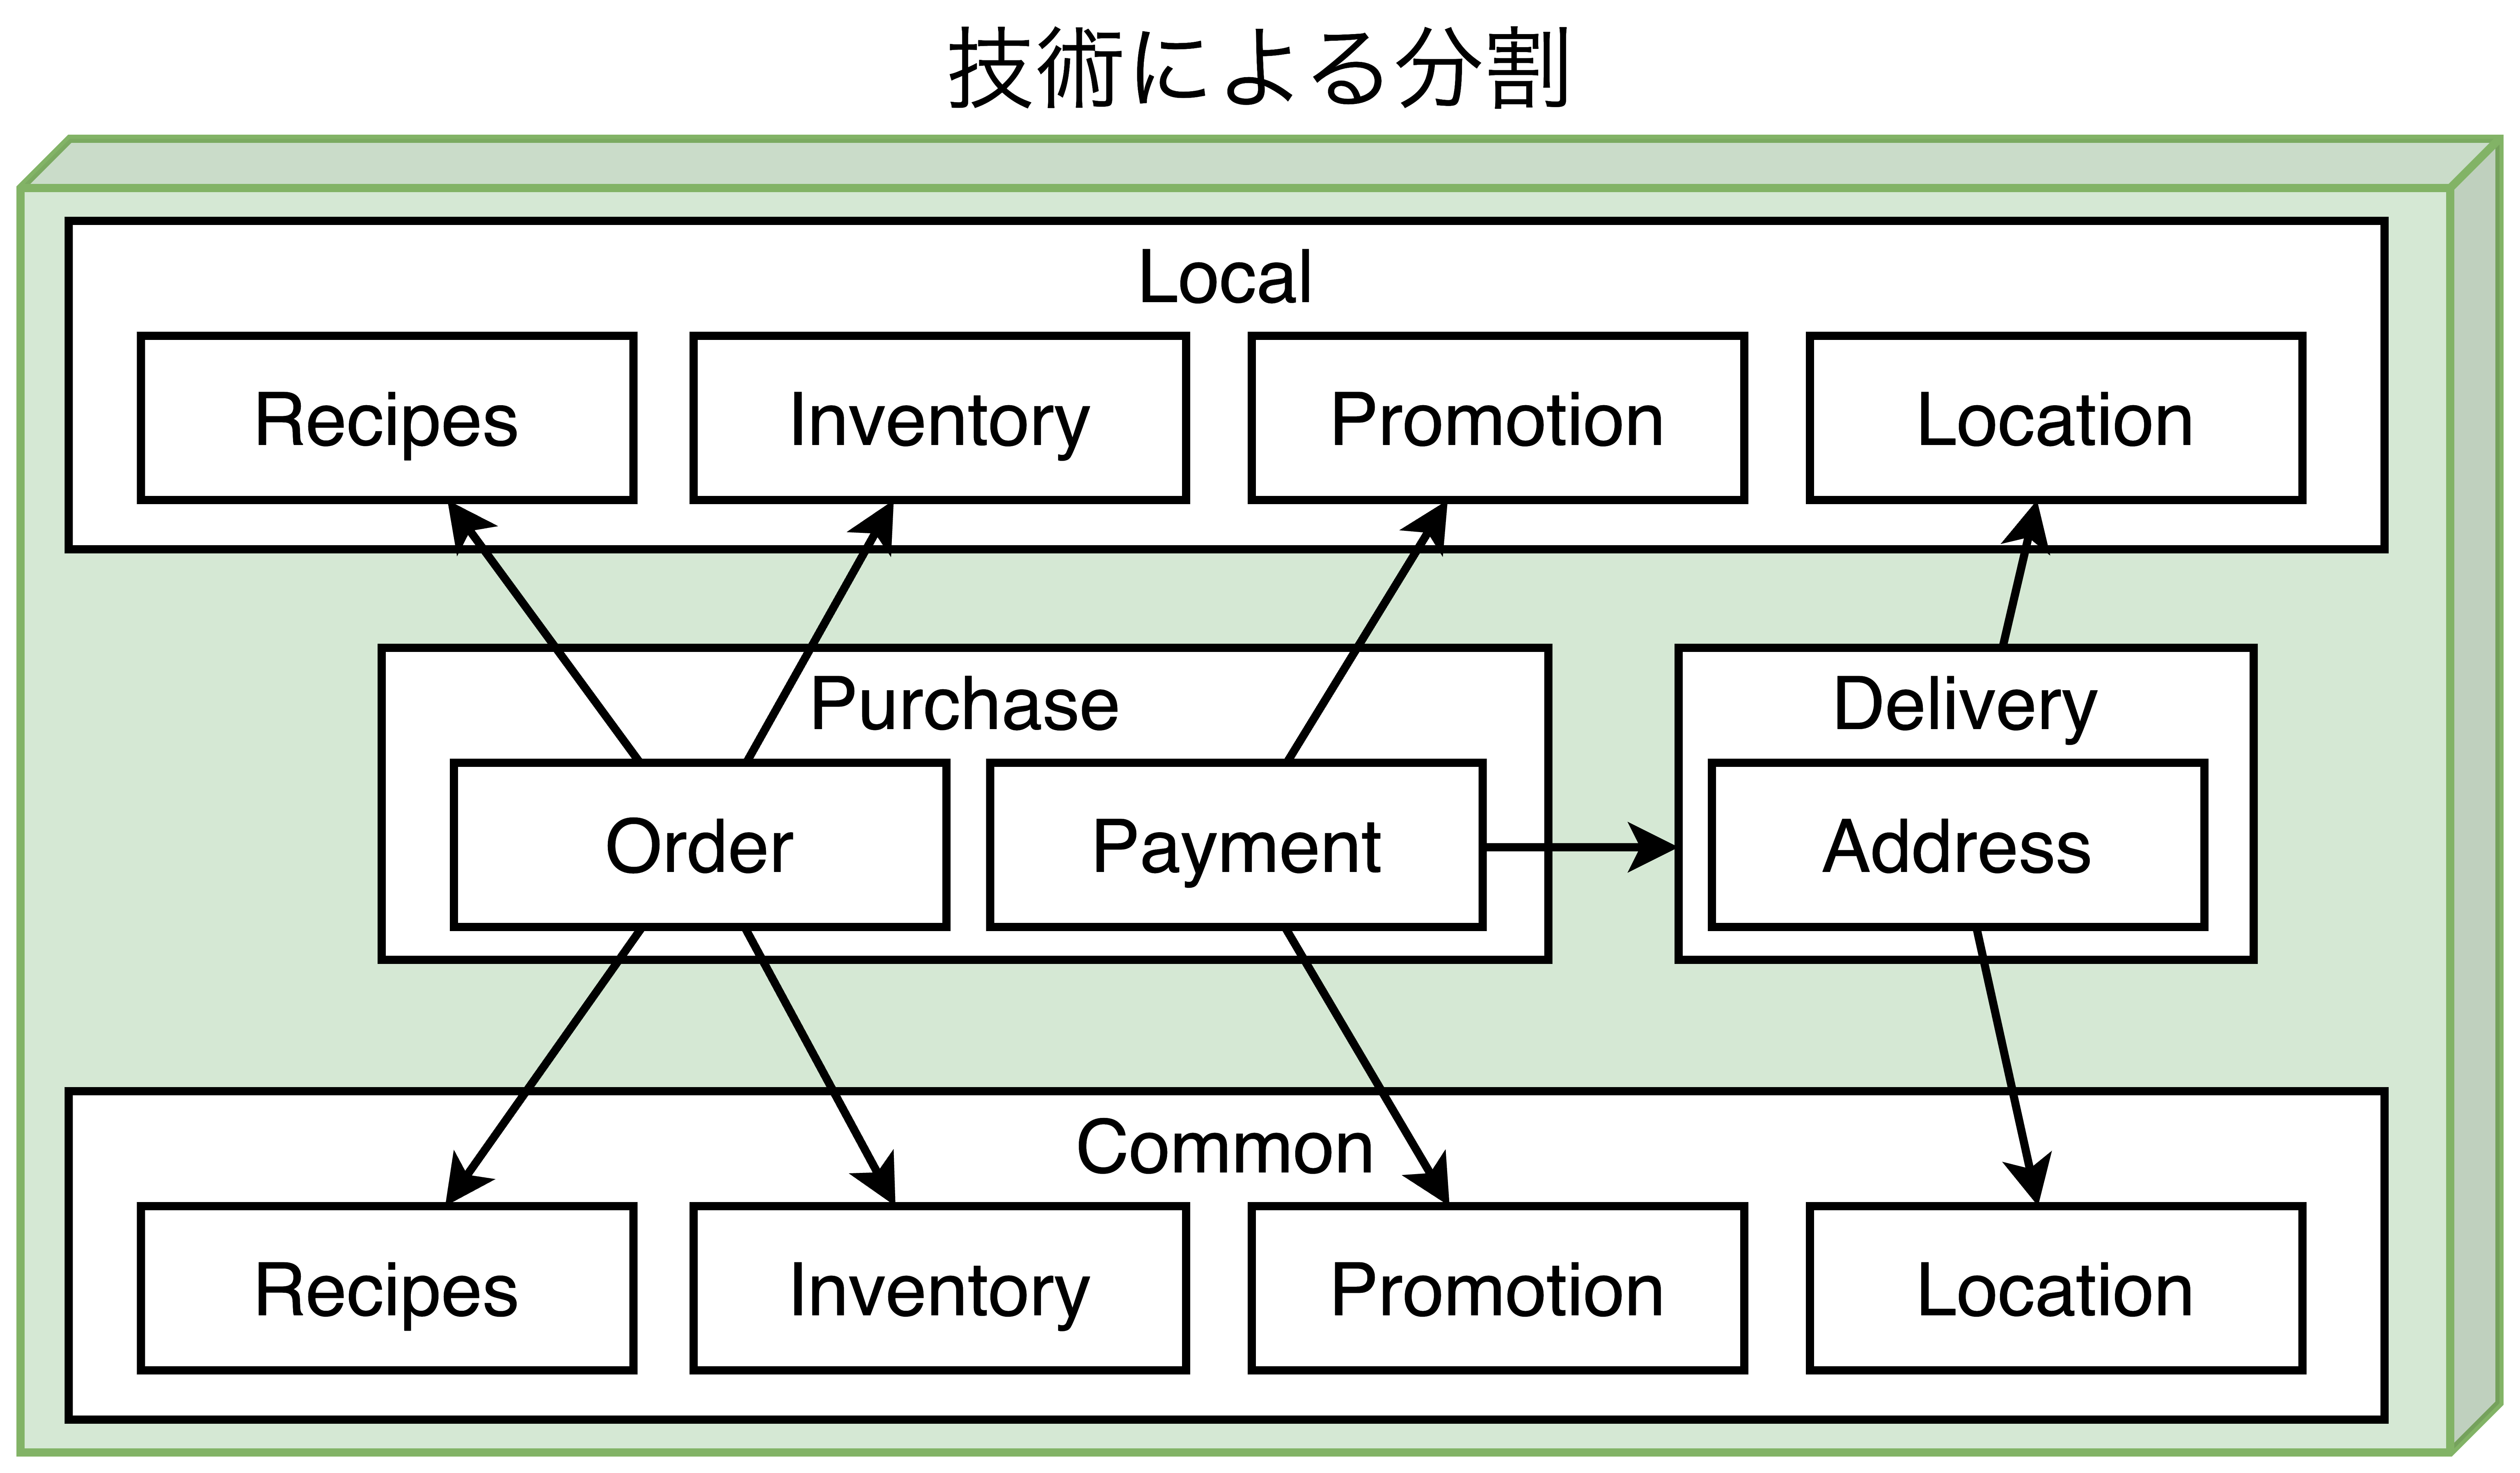 技術による分割
Local
Recipes
Inventory
Promotion
Location
Purchase
Delivery
Order
Payment
Address
Common
Recipes
Inventory
Promotion
Location